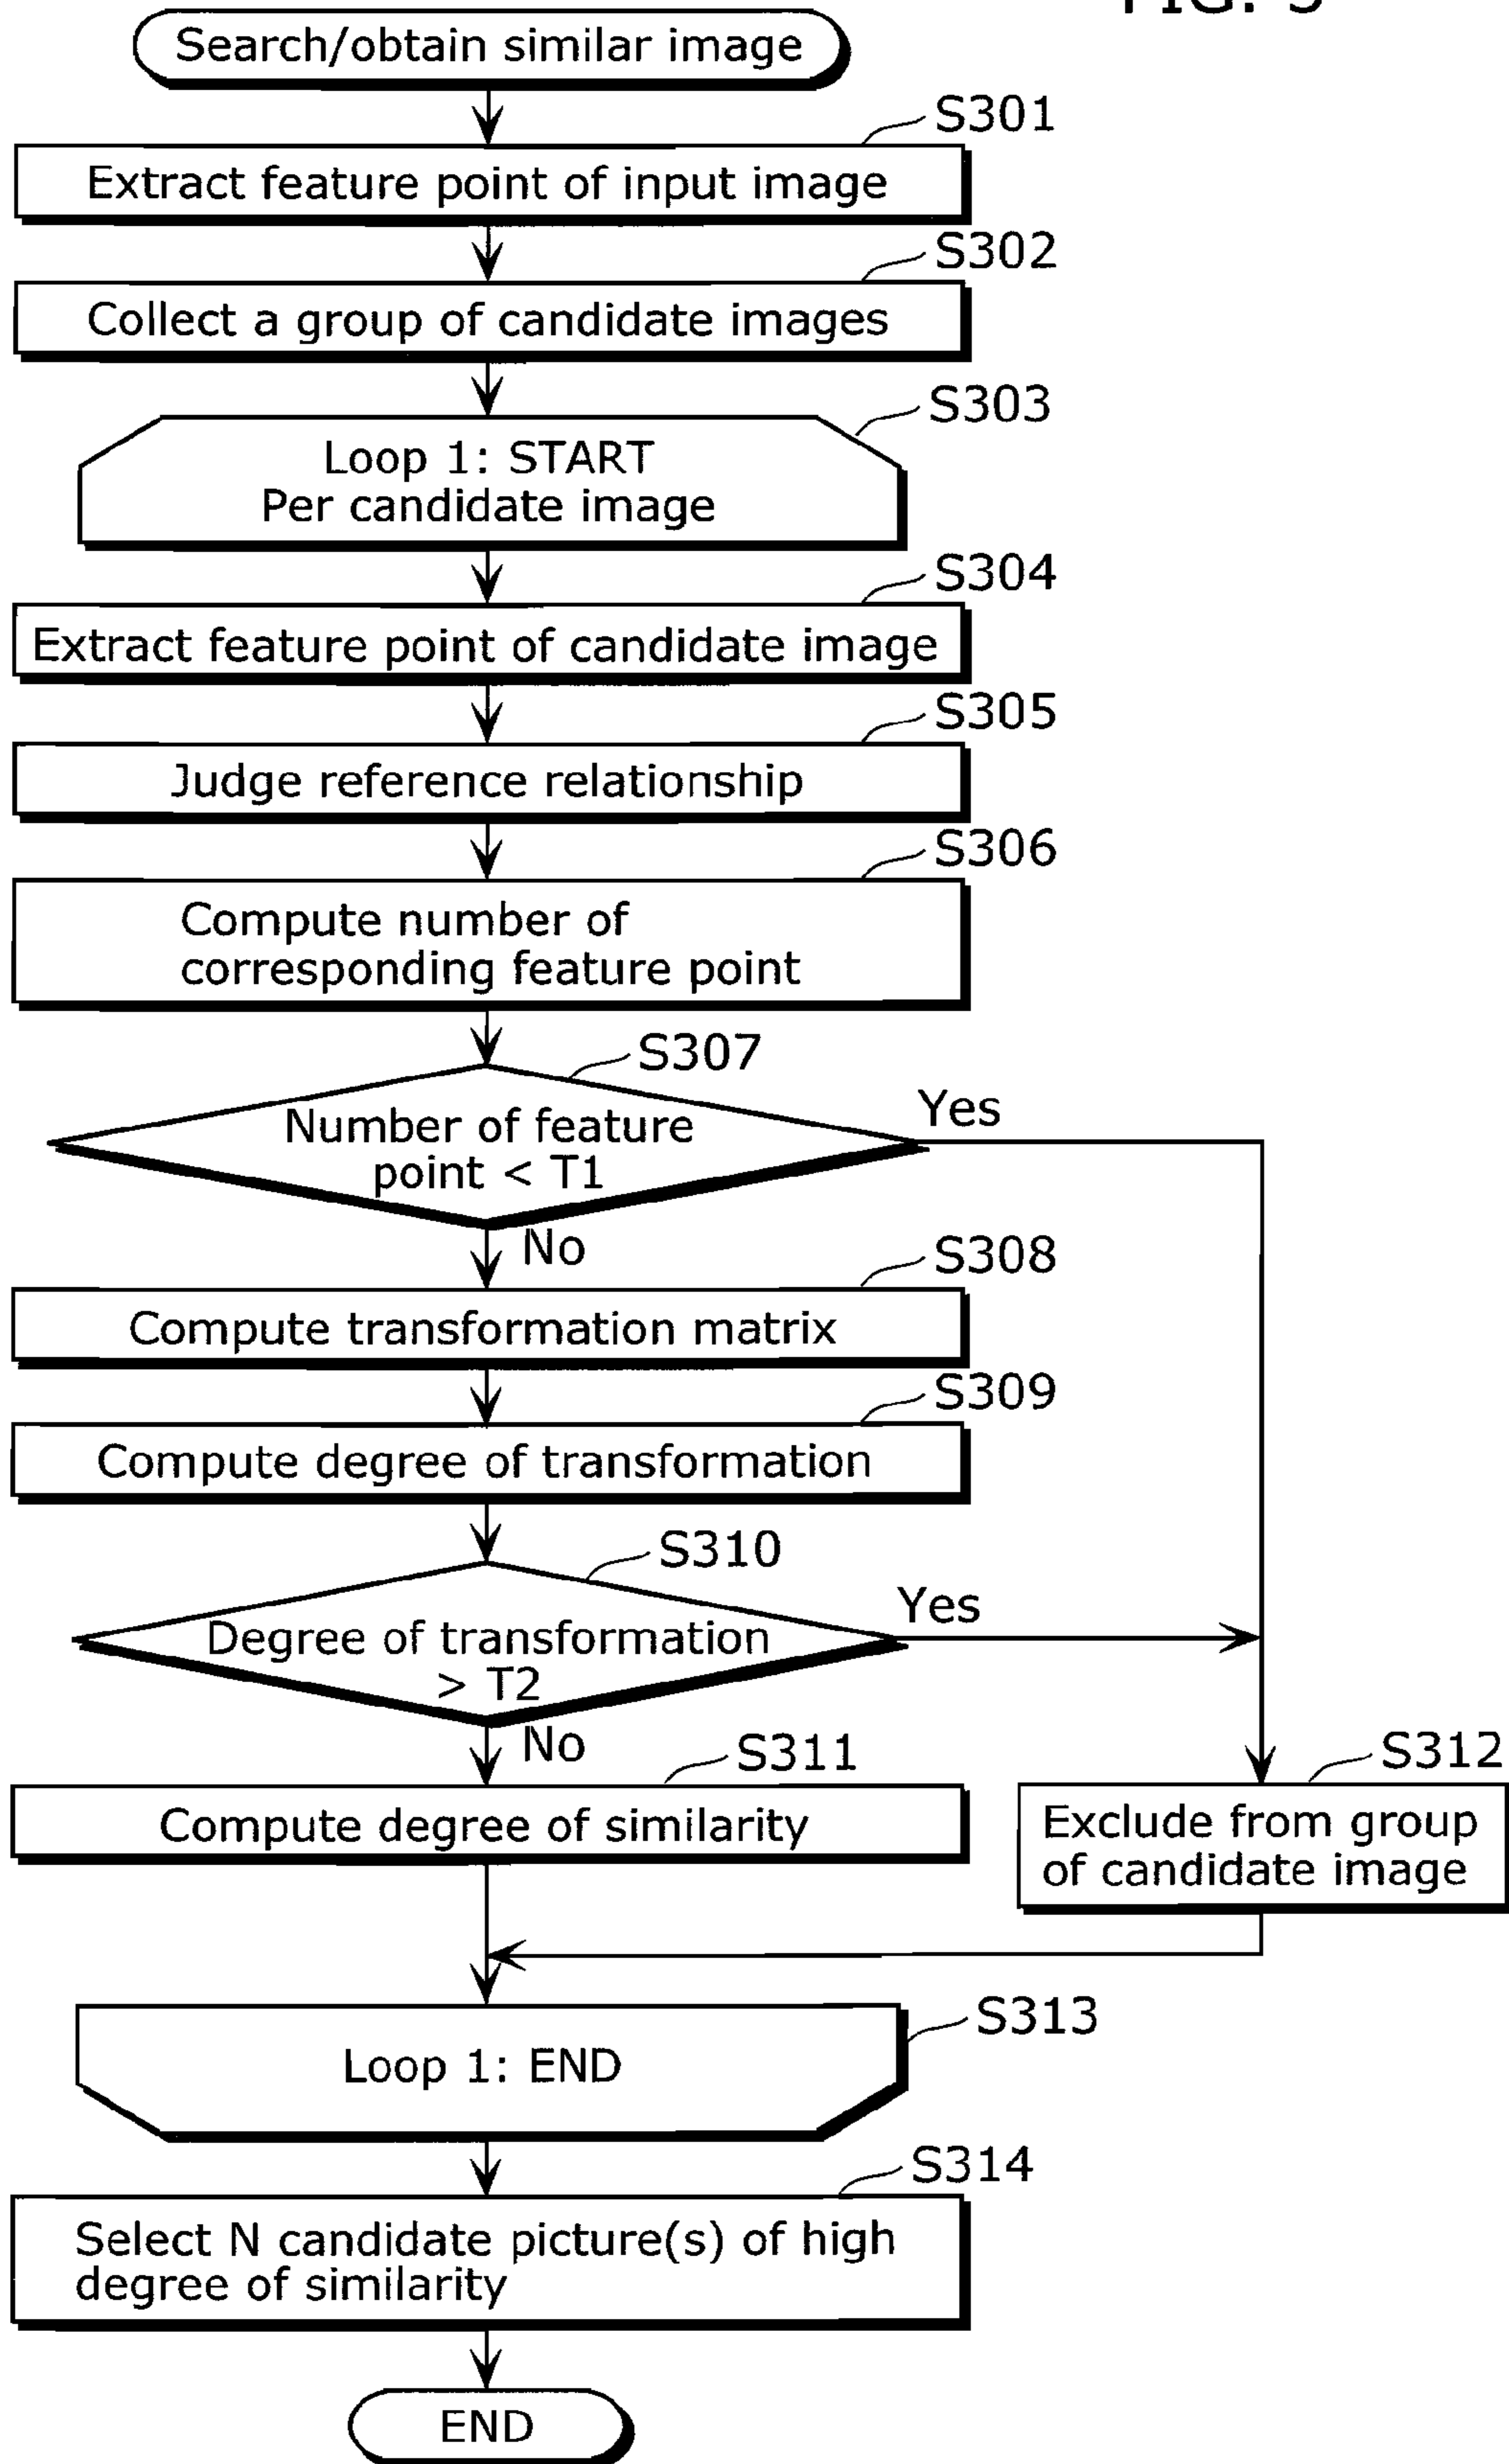 Search/obtain similar image
S301
Extract feature point of input image
S302
Collect a group of candidate images
S303
Loop 1: START
Per candidate image
S304
Extract feature point of candidate image
S305
Judge reference relationship
S306
Compute number of
corresponding feature point
S307
Number of feature
point < T1
Yes
No
S308
Compute transformation matrix
S309
Compute degree of transformation
S310
Degree of transformation
> T2
Yes
No
S311
Compute degree of similarity
S312
Exclude from group
of candidate image
S313
Loop 1: END
S314
Select N candidate picture(s) of high
degree of similarity
END